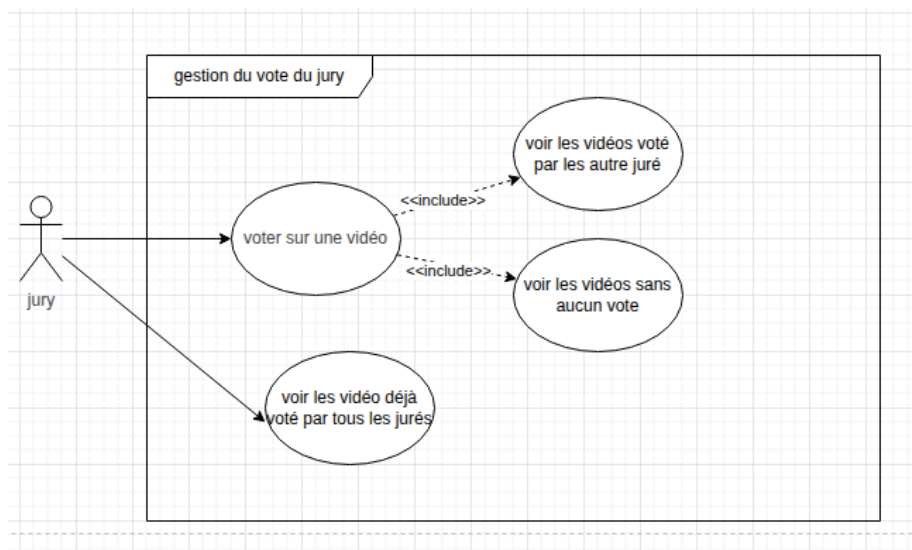 gestion du vote du jury
voir les vidéos voté
par les autre juré
<<include>>
voter sur une vidéo
<<include>>
voir les vidéos sans
aucun vote
jury
voir les vidéo déjà
voté par tous les jurés